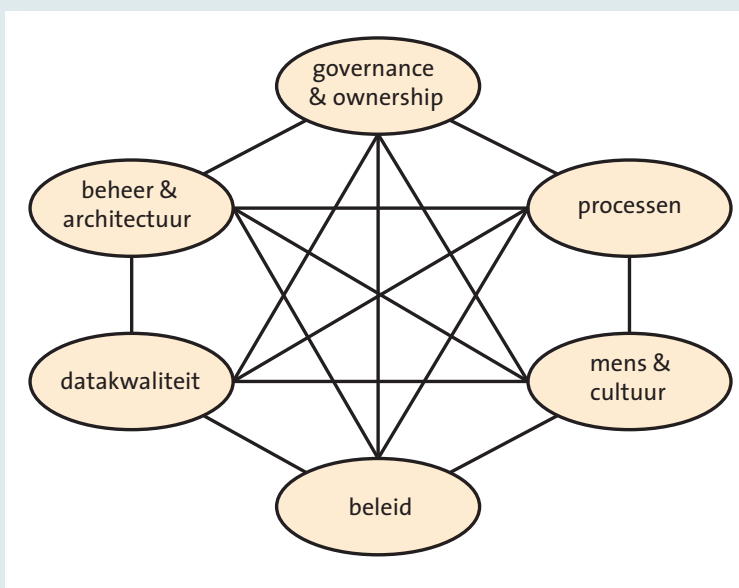 governance
& ownership
beheer &
architectuur
processen
datakwaliteit
mens &
cultuur
beleid